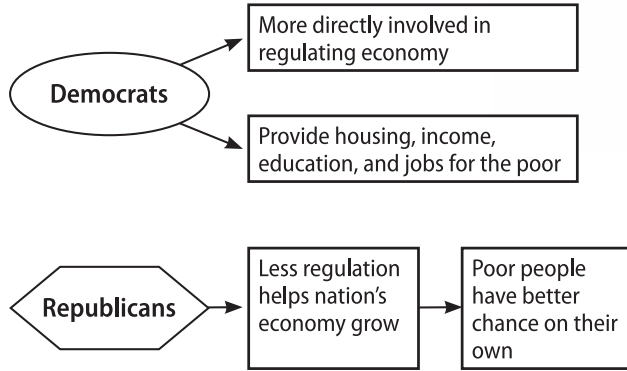 Democrats
More directly involved in
regulating economy
Provide housing, income,
education, and jobs for the poor
Republicans
Less regulation
helps nation's
economy grow
Poor people
have better
chance on their
own